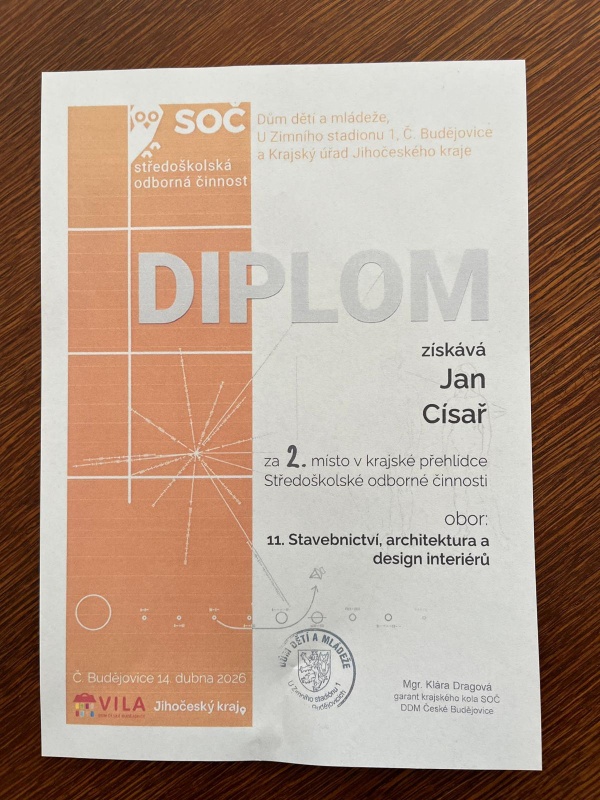 SOČ
středoškolská
odborná činnost
Dům dětí a mládeže,
U Zimního stadionu 1, Č. Budějovice
a Krajský úřad Jihočeského kraje
DIPLOM
získává
Jan
Císař
za 2. místo v krajské přehlídce
Středoškolské odborné činnosti
obor:
11. Stavebnictví, architektura a
design interiérů
DŮM DĚTÍ A MLÁDEŽE
U Zimního stadionu 1
Č. Budějovice 14. dubna 2026
VILA
Jihočeský kraj
Mgr. Klára Dragová
garant krajského kola SOČ
DDM České Budějovice